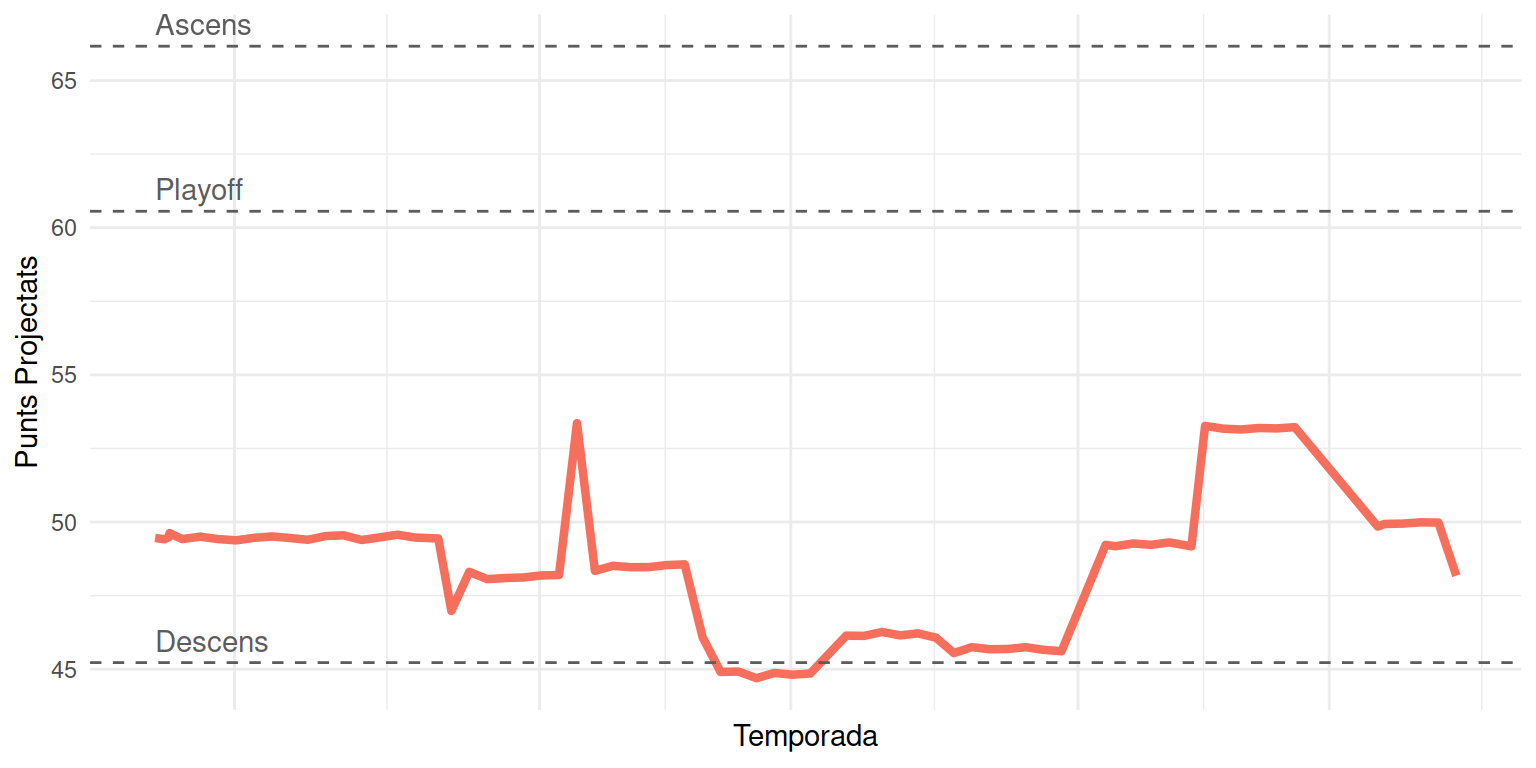 Ascens
65
Playoff
60
Punts Projectats
55
50
Descens
45
Temporada